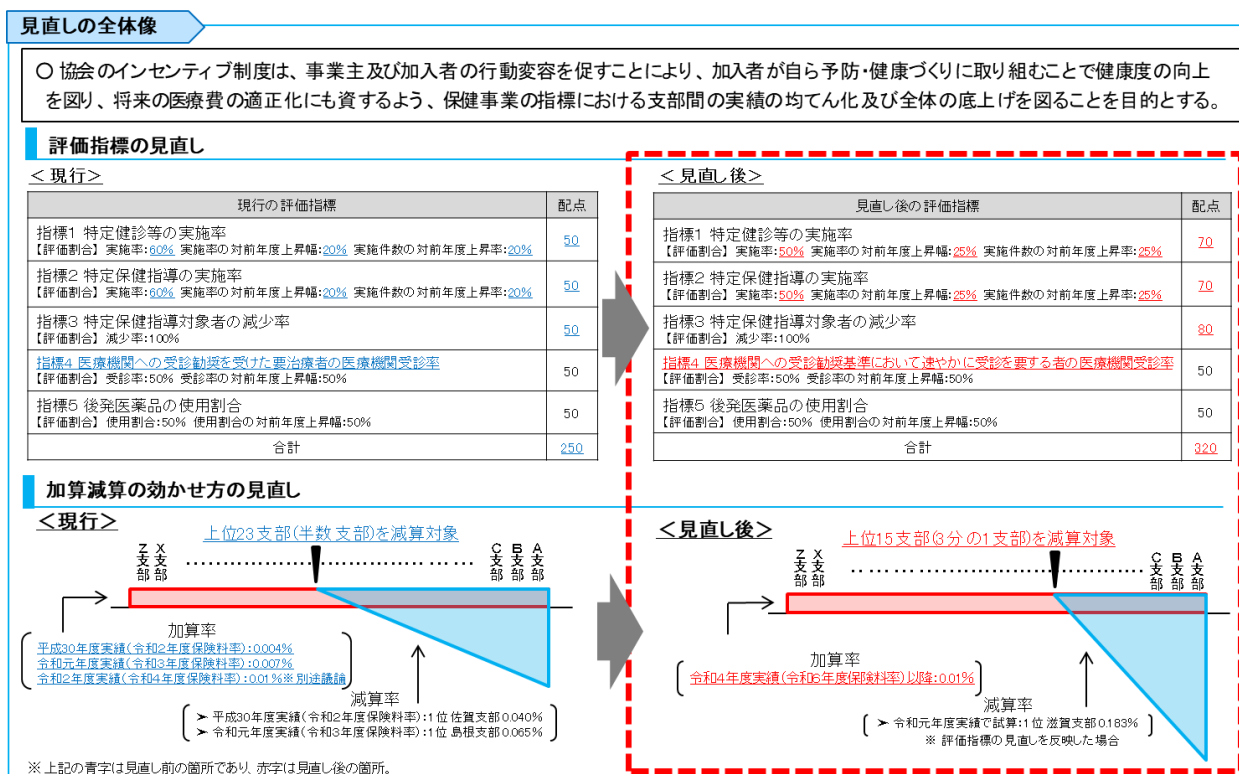 見直しの全体像
○ 協会のインセンティブ制度は、事業主及び加入者の行動変容を促すことにより、加入者が自ら予防・健康づくりに取り組むことで健康度の向上
を図り、将来の医療費の適正化にも資するよう、保健事業の指標における支部間の実績の均てん化及び全体の底上げを図ることを目的とする。
評価指標の見直し
<現行>
現行の評価指標 配点
指標1 特定健診等の実施率
【評価割合】 実施率:60% 実施率の対前年度上昇幅:20% 実施件数の対前年度上昇率:20%
50
指標2 特定保健指導の実施率
【評価割合】 実施率:60% 実施率の対前年度上昇幅:20% 実施件数の対前年度上昇率:20%
50
指標3 特定保健指導対象者の減少率
【評価割合】 減少率:100%
50
指標4 医療機関への受診勧奨を受けた要治療者の医療機関受診率
【評価割合】 受診率:50% 受診率の対前年度上昇幅:50%
50
指標5 後発医薬品の使用割合
【評価割合】 使用割合:50% 使用割合の対前年度上昇幅:50%
50
合計 250
<見直し後>
見直し後の評価指標 配点
指標1 特定健診等の実施率
【評価割合】 実施率:50% 実施率の対前年度上昇幅:25% 実施件数の対前年度上昇率:25%
70
指標2 特定保健指導の実施率
【評価割合】 実施率:50% 実施率の対前年度上昇幅:25% 実施件数の対前年度上昇率:25%
70
指標3 特定保健指導対象者の減少率
【評価割合】 減少率:100%
80
指標4 医療機関への受診勧奨基準において速やかに受診を要する者の医療機関受診率
【評価割合】 受診率:50% 受診率の対前年度上昇幅:50%
50
指標5 後発医薬品の使用割合
【評価割合】 使用割合:50% 使用割合の対前年度上昇幅:50%
50
合計 320
加算減算の効かせ方の見直し
<現行>
上位23支部(半数支部)を減算対象
Z支部 X支部 ‥‥‥‥‥‥‥‥‥‥ C支部 B支部 A支部
加算率
平成30年度実績(令和2年度保険料率):0.004%
令和元年度実績(令和3年度保険料率):0.007%
令和2年度実績(令和4年度保険料率):0.01%※別途議論
減算率
➢ 平成30年度実績(令和2年度保険料率):1位 佐賀支部0.040%
➢ 令和元年度実績(令和3年度保険料率):1位 島根支部0.065%
<見直し後>
上位15支部(3分の1支部)を減算対象
Z支部 X支部 ‥‥‥‥‥‥‥‥‥‥ C支部 B支部 A支部
加算率
令和4年度実績(令和6年度保険料率)以降:0.01%
減算率
➢ 令和元年度実績で試算:1位 滋賀支部0.183%
※ 評価指標の見直しを反映した場合
※ 上記の青字は見直し前の箇所であり、赤字は見直し後の箇所。